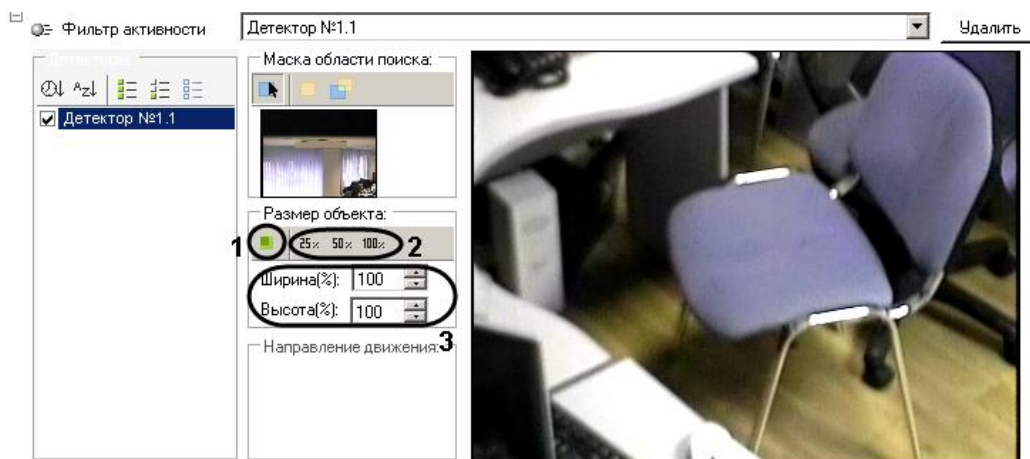 Фильтр активности
Детектор №1.1
Удалить
Детекторы
Детектор №1.1
Маска области поиска:
Размер объекта:
1
25% 50% 100%
2
Ширина(%): 100
Высота(%): 100
3
Направление движения: